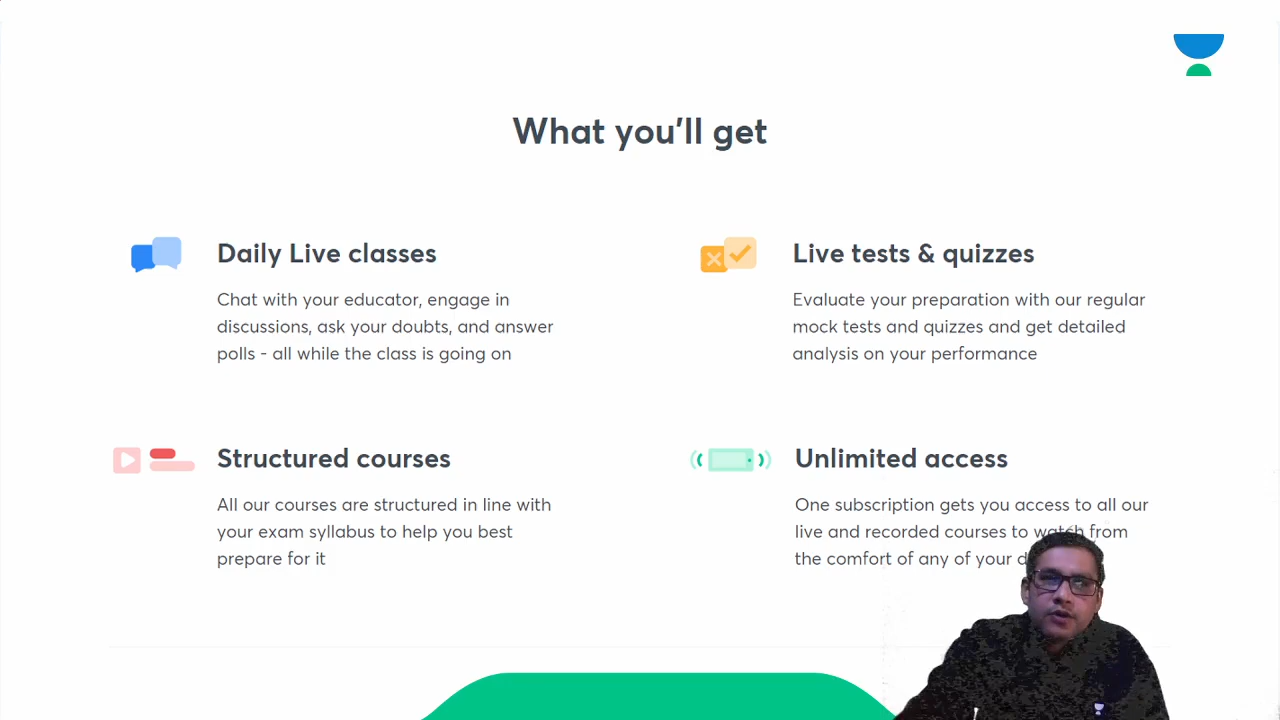 What you'll get
Daily Live classes
Chat with your educator, engage in
discussions, ask your doubts, and answer
polls - all while the class is going on
Live tests & quizzes
Evaluate your preparation with our regular
mock tests and quizzes and get detailed
analysis on your performance
Structured courses
All our courses are structured in line with
your exam syllabus to help you best
prepare for it
Unlimited access
One subscription gets you access to all our
live and recorded courses to watch from
the comfort of any of your